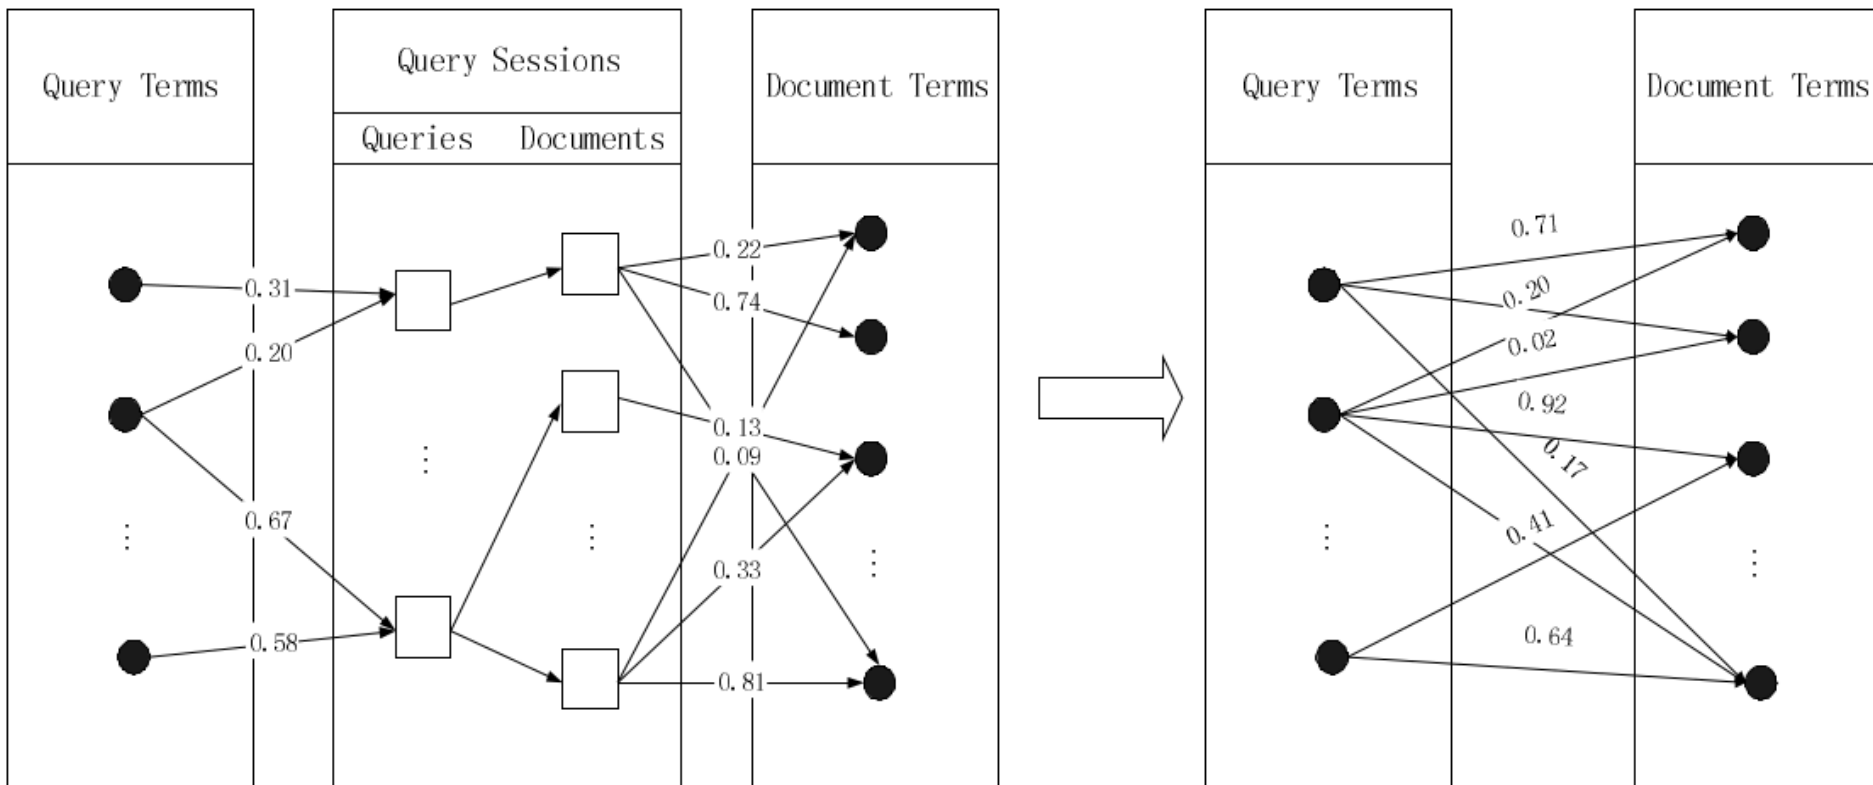 Query Terms
Query Sessions
Queries Documents
Document Terms
0.31
0.20
0.67
0.58
0.22
0.74
0.13
0.09
0.33
0.81
Query Terms
Document Terms
0.71
0.20
0.02
0.92
0.17
0.41
0.64